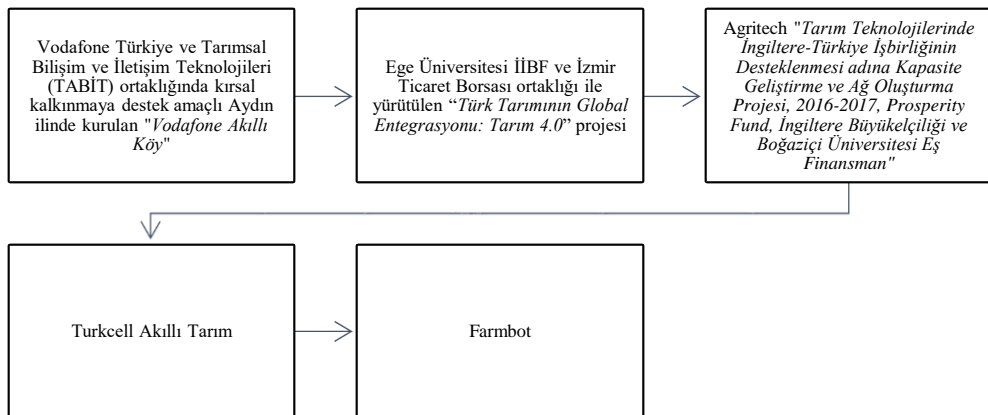 Vodafone Türkiye ve Tarımsal
Bilişim ve İletişim Teknolojileri
(TABİT) ortaklığında kırsal
kalkınmaya destek amaçlı Aydın
ilinde kurulan "Vodafone Akıllı
Köy"
Ege Üniversitesi İİBF ve İzmir
Ticaret Borsası ortaklığı ile
yürütülen “Türk Tarımının Global
Entegrasyonu: Tarım 4.0” projesi
Agritech "Tarım Teknolojilerinde
İngiltere-Türkiye İşbirliğinin
Desteklenmesi adına Kapasite
Geliştirme ve Ağ Oluşturma
Projesi, 2016-2017, Prosperity
Fund, İngiltere Büyükelçiliği ve
Boğaziçi Üniversitesi Eş
Finansman"
Turkcell Akıllı Tarım
Farmbot